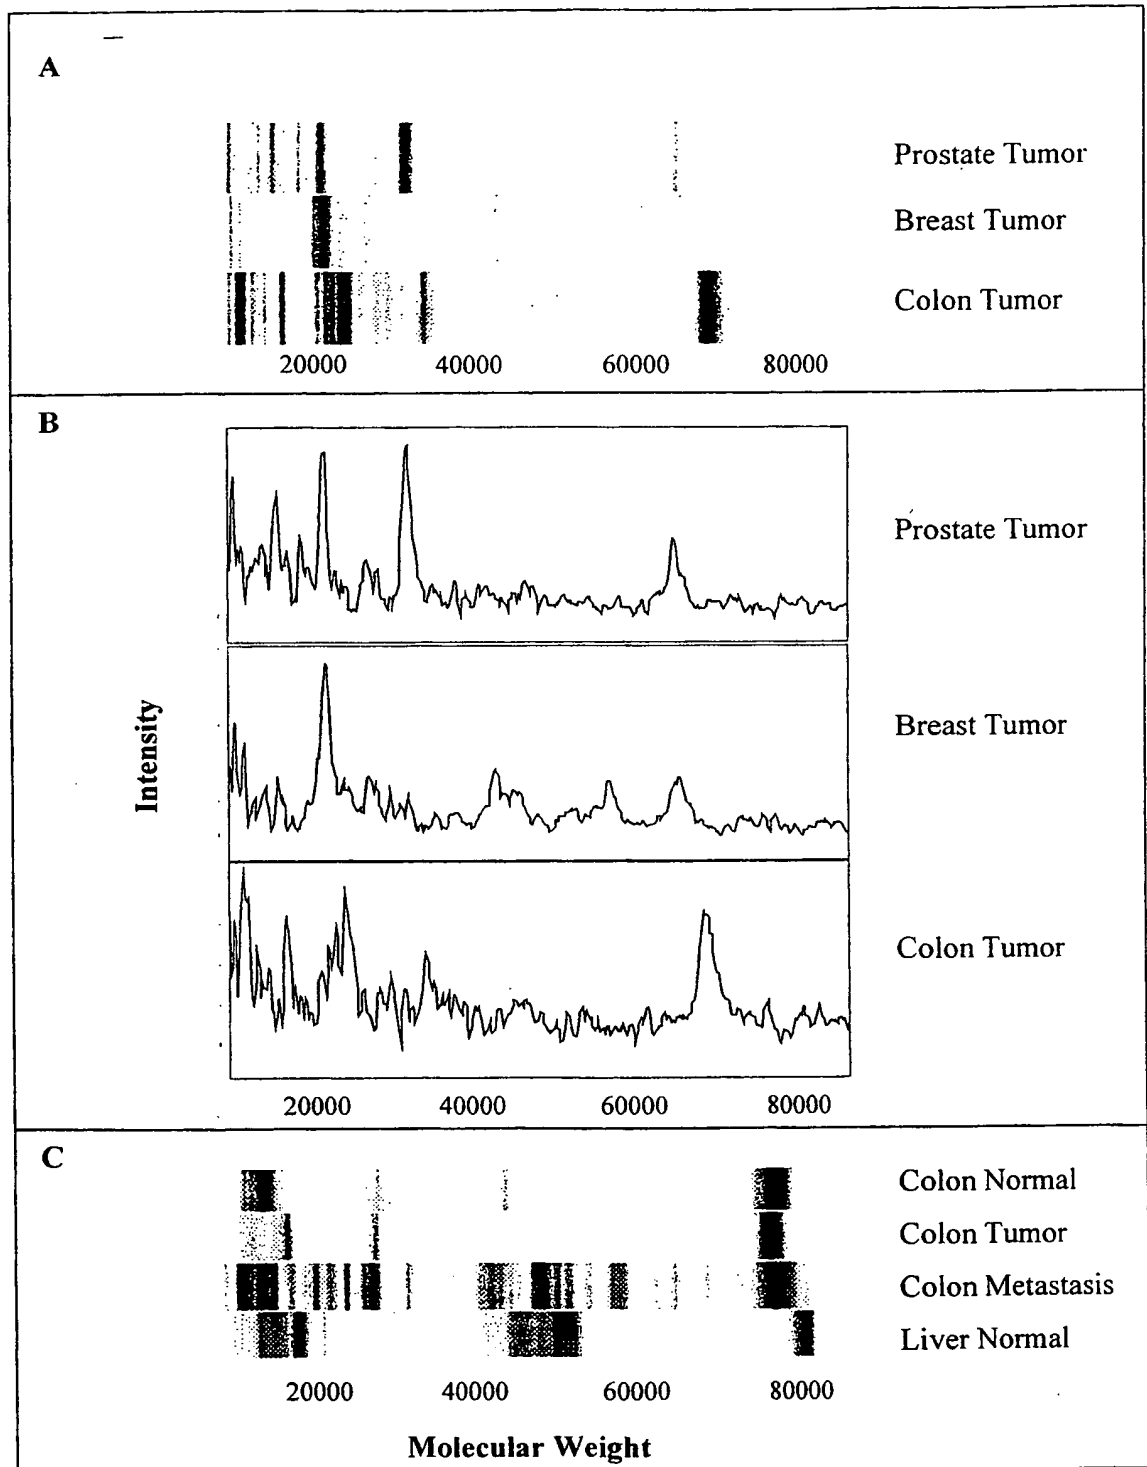 A
Prostate Tumor
Breast Tumor
Colon Tumor
20000 40000 60000 80000
B
Prostate Tumor
Breast Tumor
Colon Tumor
Intensity
20000 40000 60000 80000
C
Colon Normal
Colon Tumor
Colon Metastasis
Liver Normal
20000 40000 60000 80000
Molecular Weight